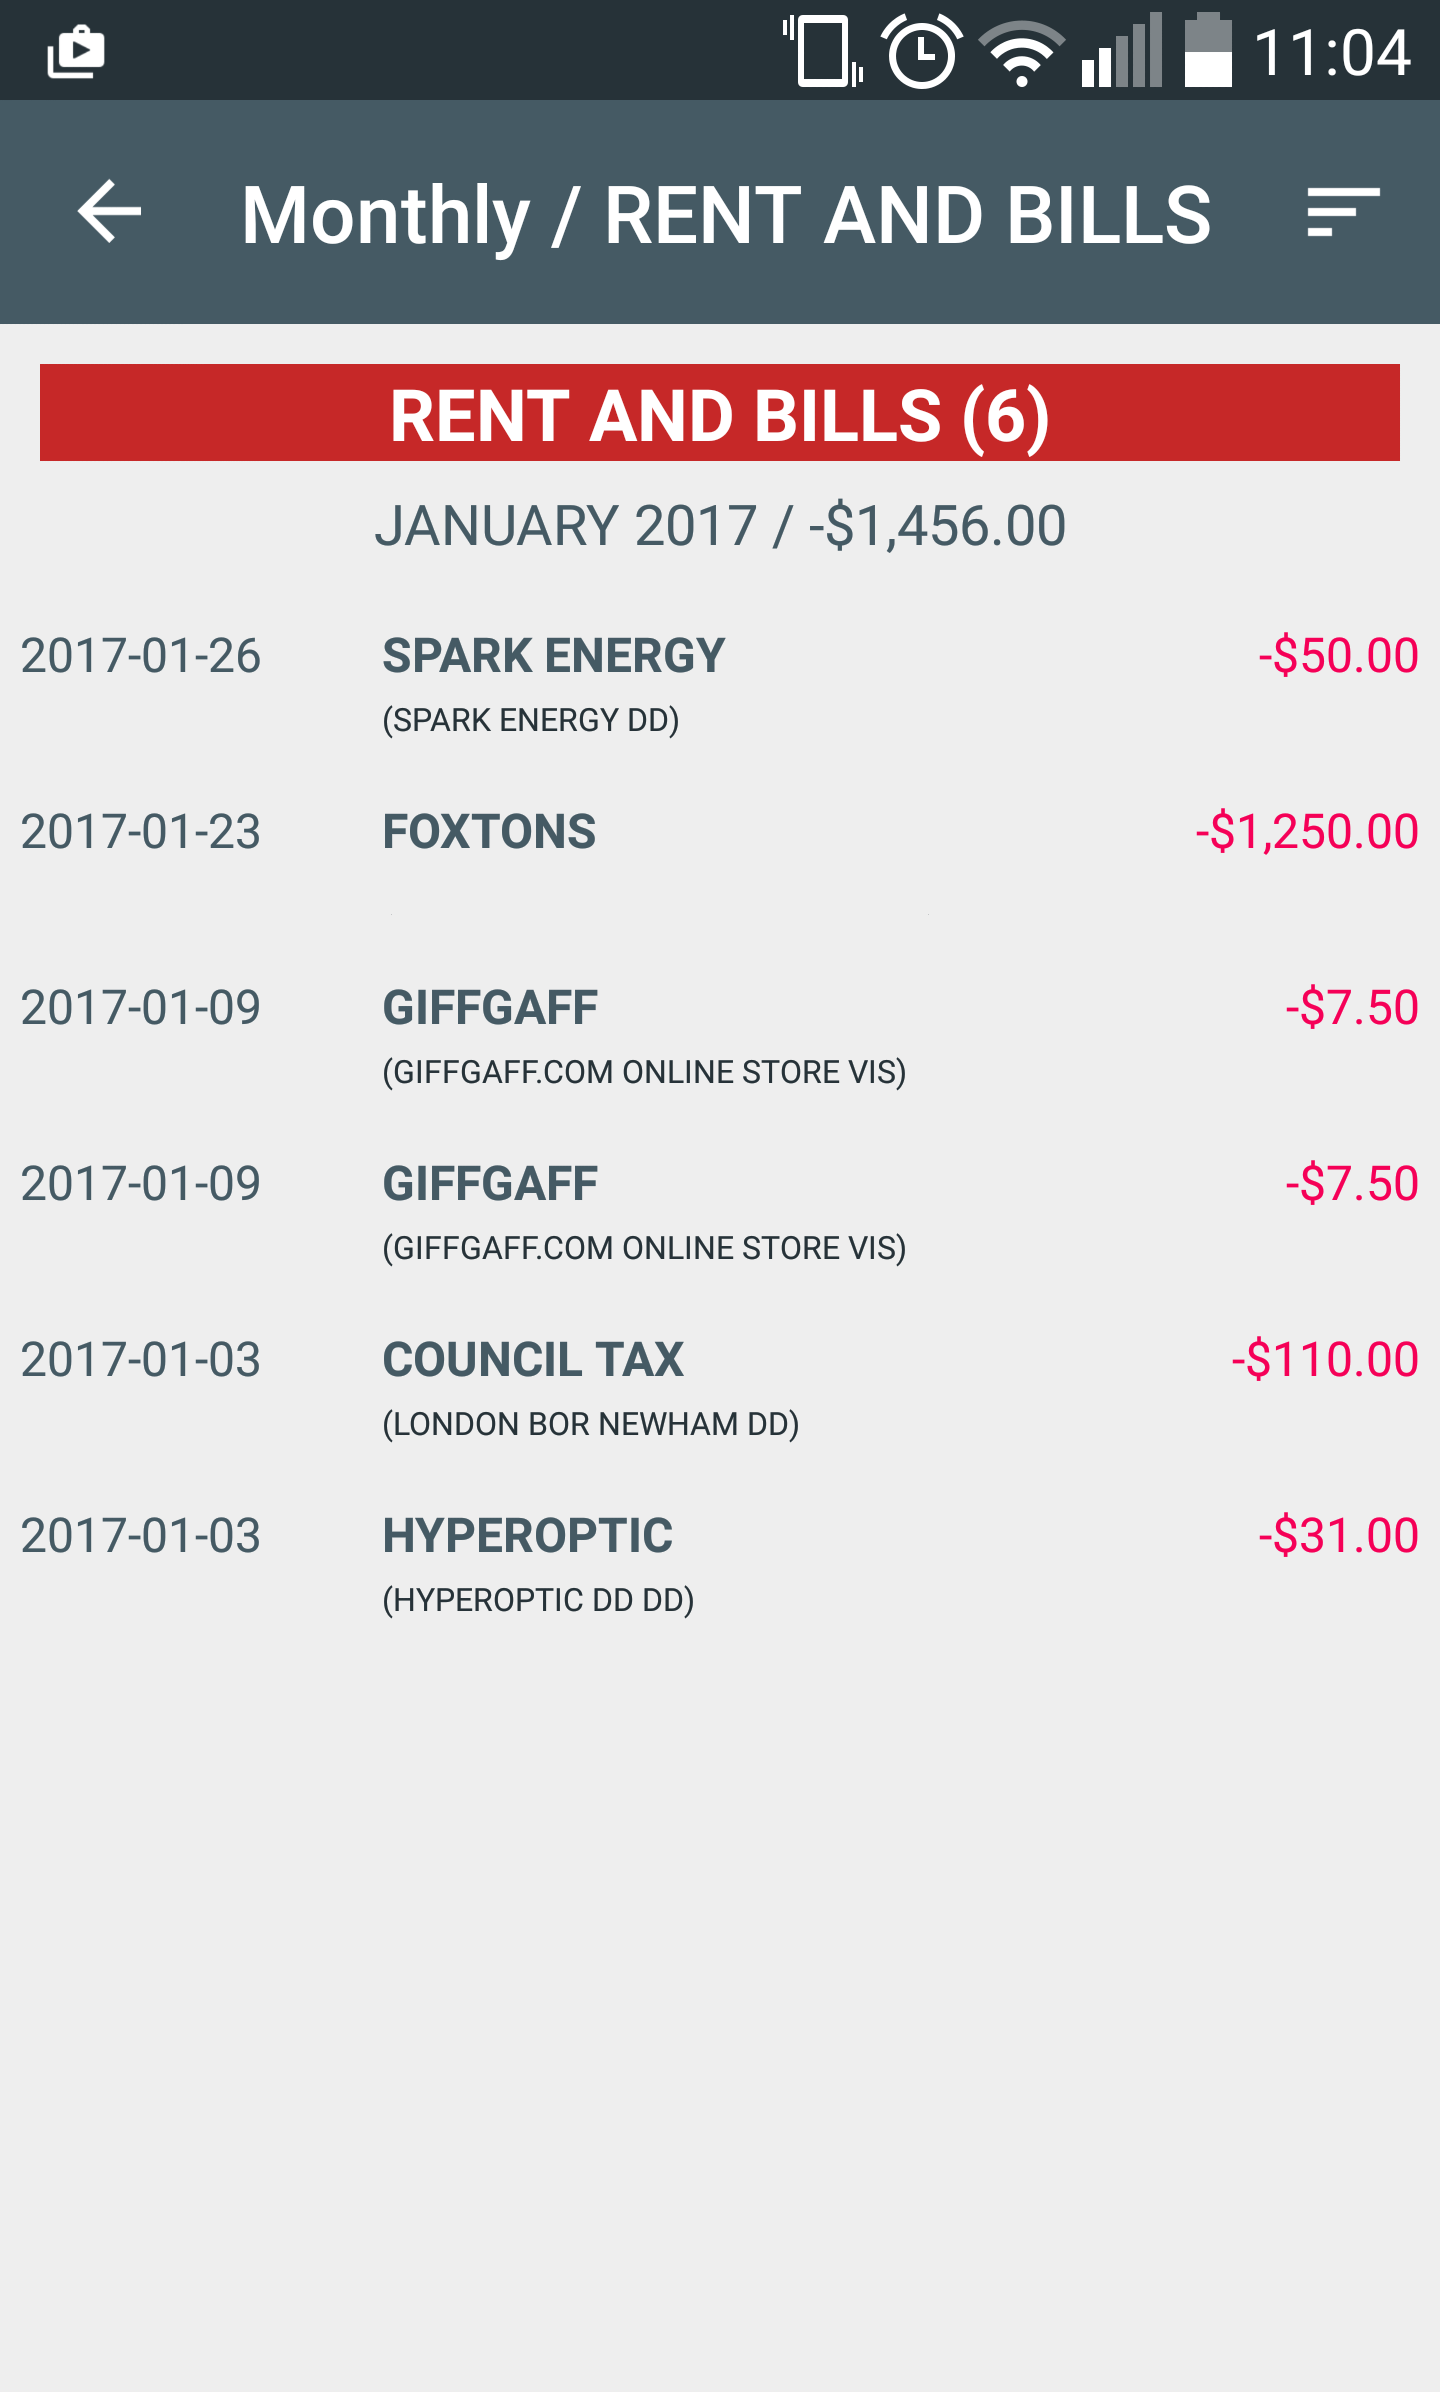 11:04
Monthly / RENT AND BILLS
RENT AND BILLS (6)
JANUARY 2017 / -$1,456.00
2017-01-26 SPARK ENERGY -$50.00
(SPARK ENERGY DD)
2017-01-23 FOXTONS -$1,250.00
2017-01-09 GIFFGAFF -$7.50
(GIFFGAFF.COM ONLINE STORE VIS)
2017-01-09 GIFFGAFF -$7.50
(GIFFGAFF.COM ONLINE STORE VIS)
2017-01-03 COUNCIL TAX -$110.00
(LONDON BOR NEWHAM DD)
2017-01-03 HYPEROPTIC -$31.00
(HYPEROPTIC DD DD)